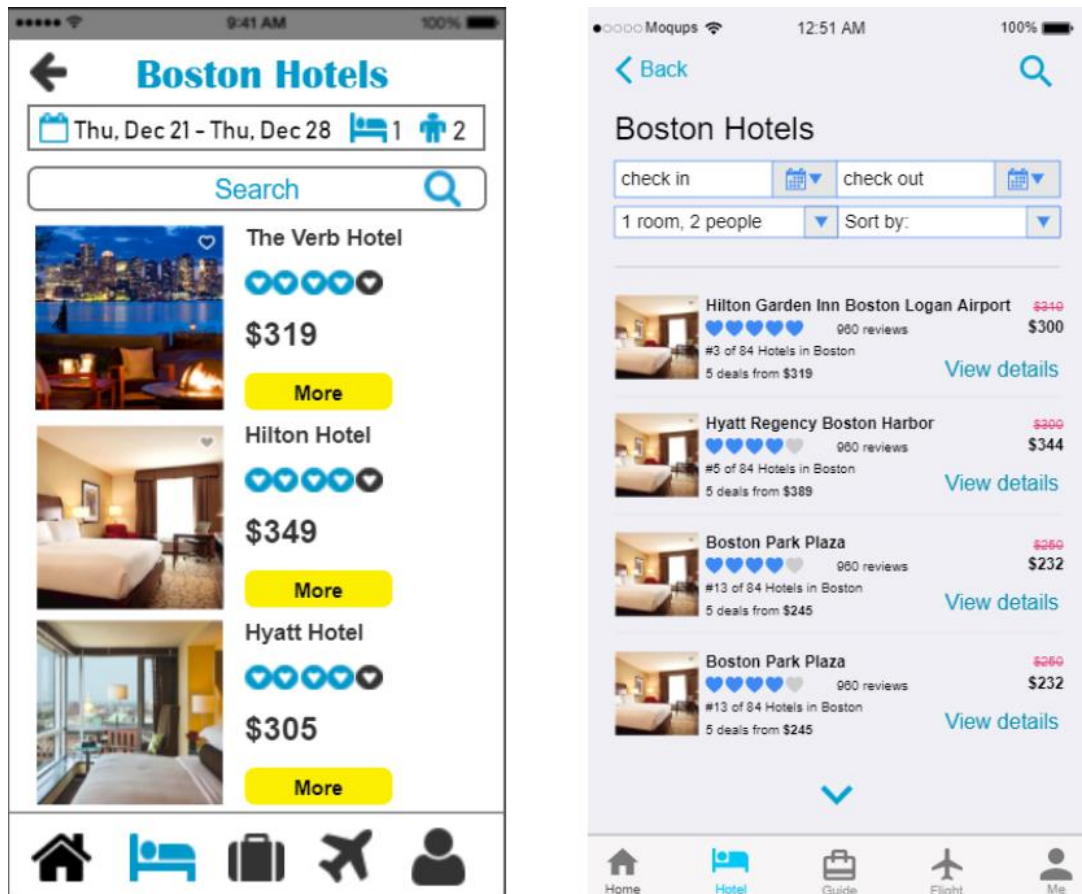 9:41 AM 100%
Boston Hotels
Thu, Dec 21 - Thu, Dec 28 1 2
Search
The Verb Hotel
$319
More
Hilton Hotel
$349
More
Hyatt Hotel
$305
More
Moqups 12:51 AM 100%
Back
Boston Hotels
check in check out
1 room, 2 people Sort by:
Hilton Garden Inn Boston Logan Airport $310
960 reviews $300
#3 of 84 Hotels in Boston
5 deals from $319 View details
Hyatt Regency Boston Harbor $300
960 reviews $344
#5 of 84 Hotels in Boston
5 deals from $389 View details
Boston Park Plaza $250
960 reviews $232
#13 of 84 Hotels in Boston
5 deals from $245 View details
Boston Park Plaza $250
960 reviews $232
#13 of 84 Hotels in Boston
5 deals from $245 View details
Home Hotel Guide Flight Me